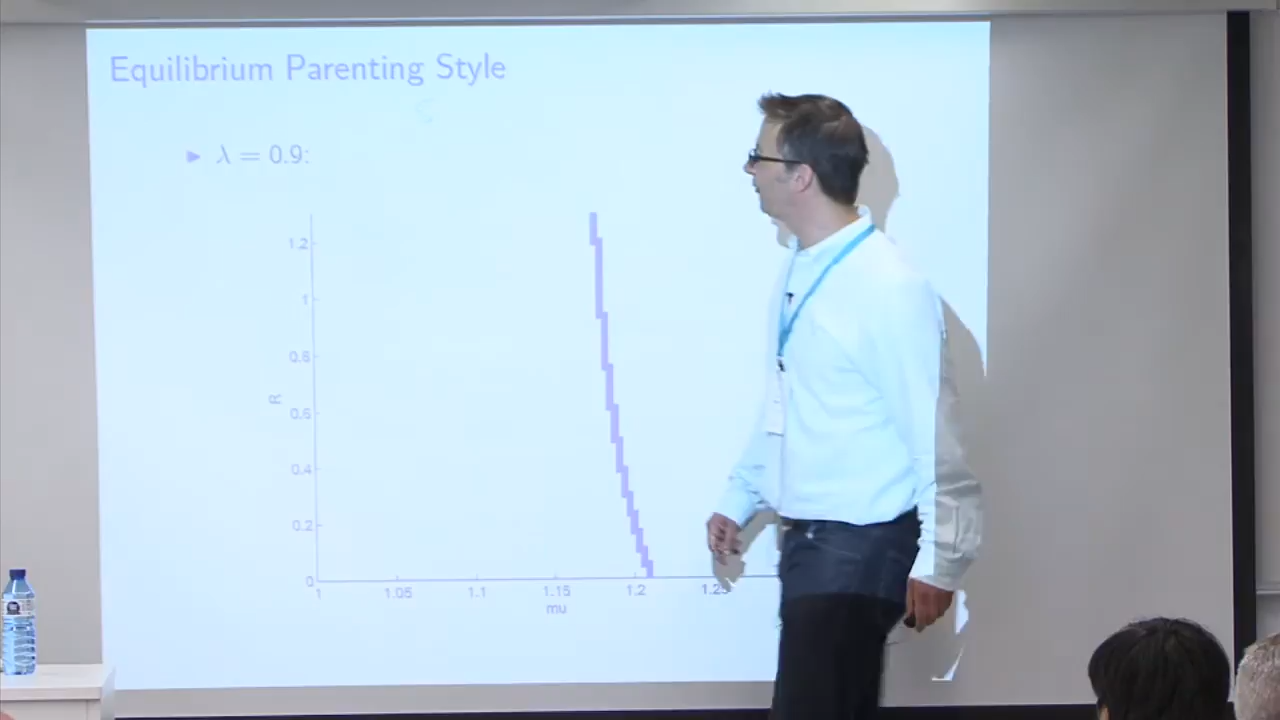 Equilibrium Parenting Style
► λ = 0.9:
1.2
1
0.8
R
0.6
0.4
0.2
0
1 1.05 1.1 1.15 1.2 1.25
mu